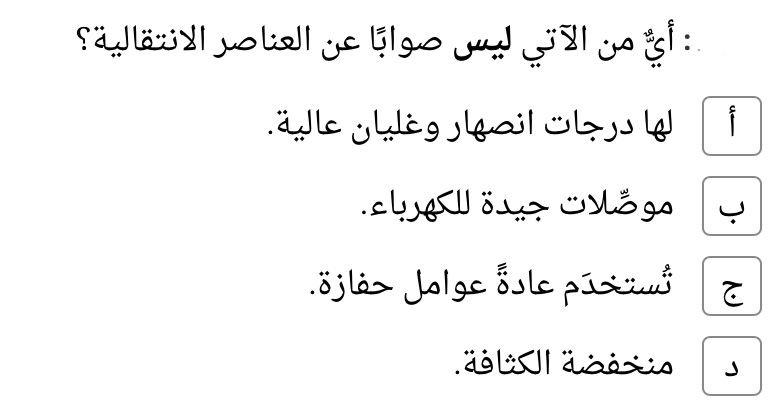 : أيٌّ من الآتي ليس صوابًا عن العناصر الانتقالية؟
أ لها درجات انصهار وغليان عالية.
ب موصِّلات جيدة للكهرباء.
ج تُستخدَم عادةً عوامل حفازة.
د منخفضة الكثافة.